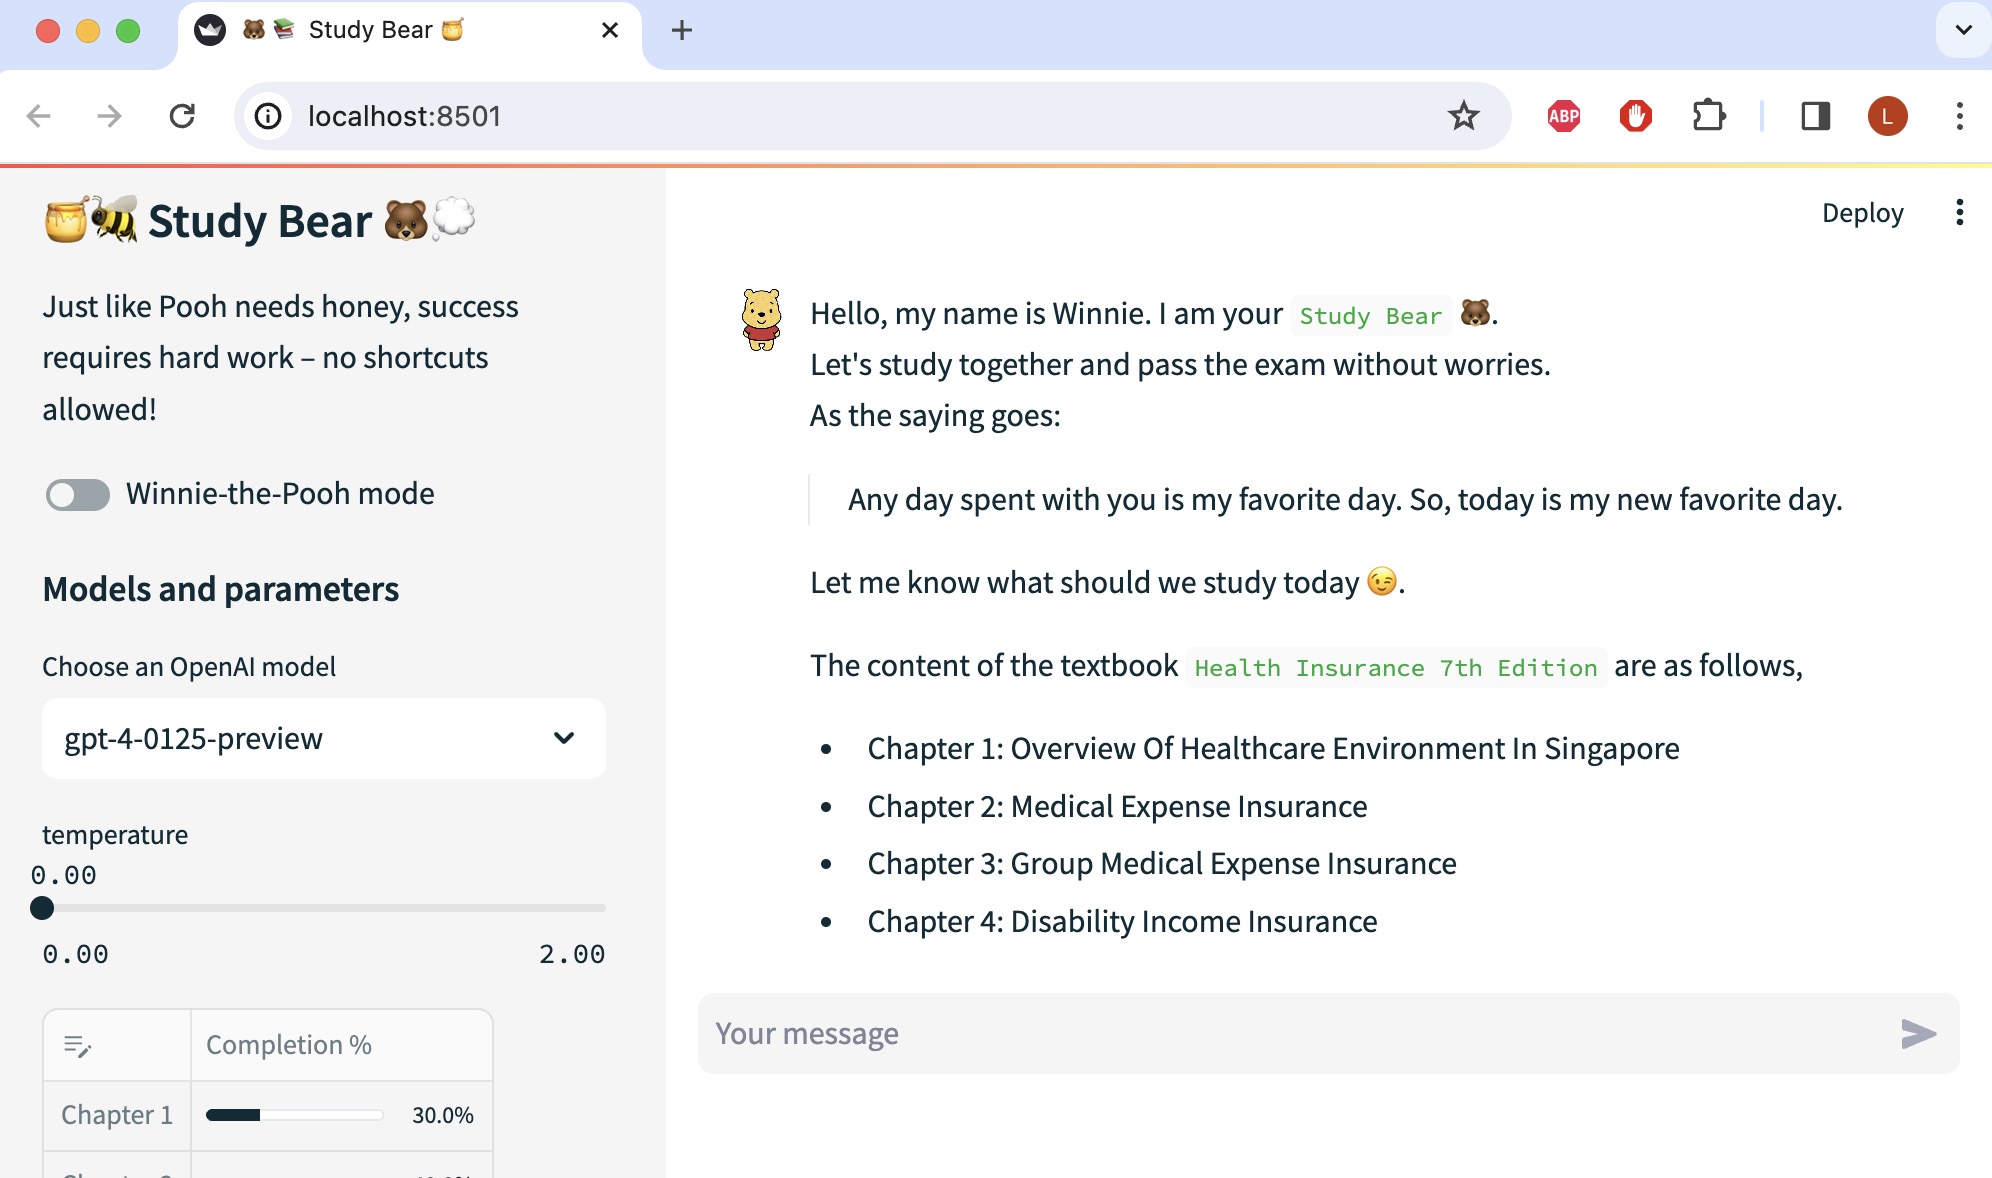 Study Bear
localhost:8501
ABP
L
Study Bear
Just like Pooh needs honey, success
requires hard work – no shortcuts
allowed!
Winnie-the-Pooh mode
Models and parameters
Choose an OpenAI model
gpt-4-0125-preview
temperature
0.00
0.00 2.00
Completion %
Chapter 1 30.0%
Deploy
Hello, my name is Winnie. I am your Study Bear 🐻.
Let's study together and pass the exam without worries.
As the saying goes:
Any day spent with you is my favorite day. So, today is my new favorite day.
Let me know what should we study today 😉.
The content of the textbook Health Insurance 7th Edition are as follows,
• Chapter 1: Overview Of Healthcare Environment In Singapore
• Chapter 2: Medical Expense Insurance
• Chapter 3: Group Medical Expense Insurance
• Chapter 4: Disability Income Insurance
Your message